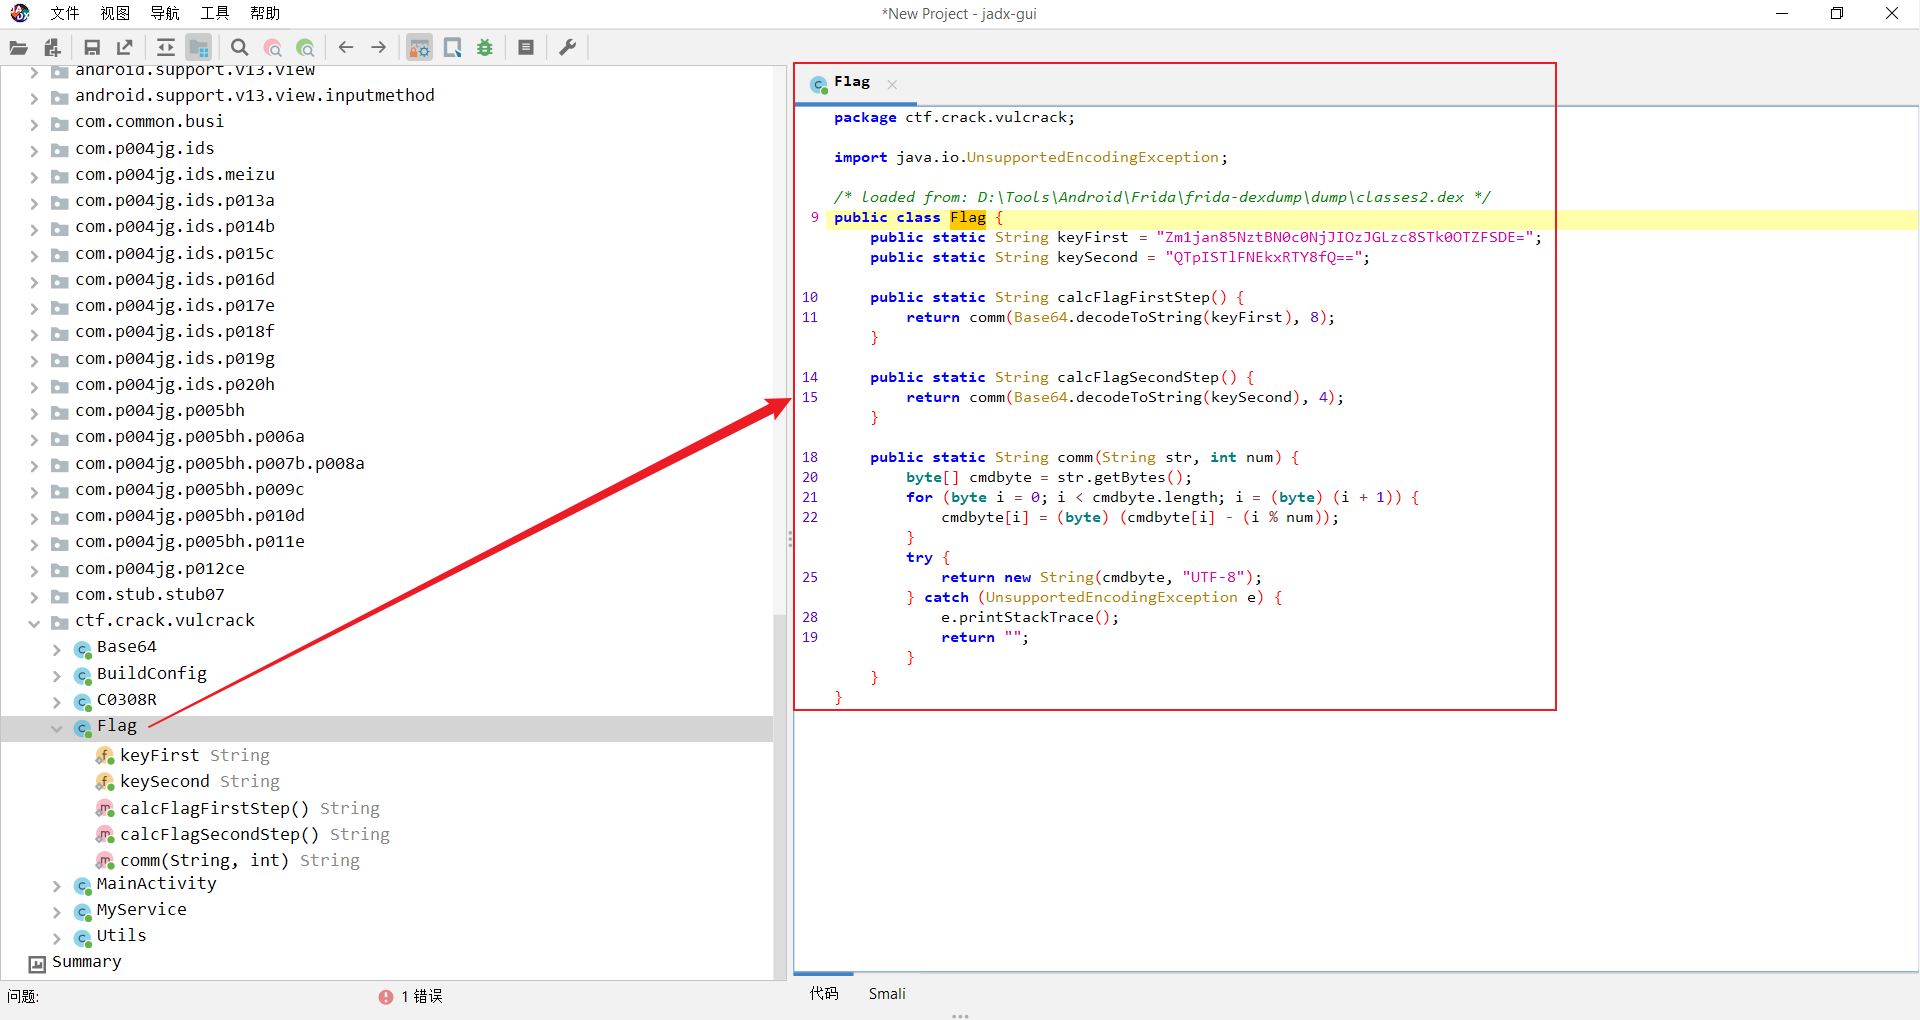 文件 视图 导航 工具 帮助
*New Project - jadx-gui
android.support.v13.view
android.support.v13.view.inputmethod
com.common.busi
com.p004jg.ids
com.p004jg.ids.meizu
com.p004jg.ids.p013a
com.p004jg.ids.p014b
com.p004jg.ids.p015c
com.p004jg.ids.p016d
com.p004jg.ids.p017e
com.p004jg.ids.p018f
com.p004jg.ids.p019g
com.p004jg.ids.p020h
com.p004jg.p005bh
com.p004jg.p005bh.p006a
com.p004jg.p005bh.p007b.p008a
com.p004jg.p005bh.p009c
com.p004jg.p005bh.p010d
com.p004jg.p005bh.p011e
com.p004jg.p012ce
com.stub.stub07
ctf.crack.vulcrack
Base64
BuildConfig
C0308R
Flag
keyFirst String
keySecond String
calcFlagFirstStep() String
calcFlagSecondStep() String
comm(String, int) String
MainActivity
MyService
Utils
Summary
问题:
1 错误
Flag
package ctf.crack.vulcrack;
import java.io.UnsupportedEncodingException;
/* loaded from: D:\Tools\Android\Frida\frida-dexdump\dump\classes2.dex */
9 public class Flag {
public static String keyFirst = "Zm1jan85NztBN0c0NjJIOzJGLzc8STk0OTZFSDE=";
public static String keySecond = "QTpISTlFNEkxRTY8fQ==";
10 public static String calcFlagFirstStep() {
11 return comm(Base64.decodeToString(keyFirst), 8);
}
14 public static String calcFlagSecondStep() {
15 return comm(Base64.decodeToString(keySecond), 4);
}
18 public static String comm(String str, int num) {
20 byte[] cmdbyte = str.getBytes();
21 for (byte i = 0; i < cmdbyte.length; i = (byte) (i + 1)) {
22 cmdbyte[i] = (byte) (cmdbyte[i] - (i % num));
}
try {
25 return new String(cmdbyte, "UTF-8");
} catch (UnsupportedEncodingException e) {
28 e.printStackTrace();
19 return "";
}
}
}
代码 Smali